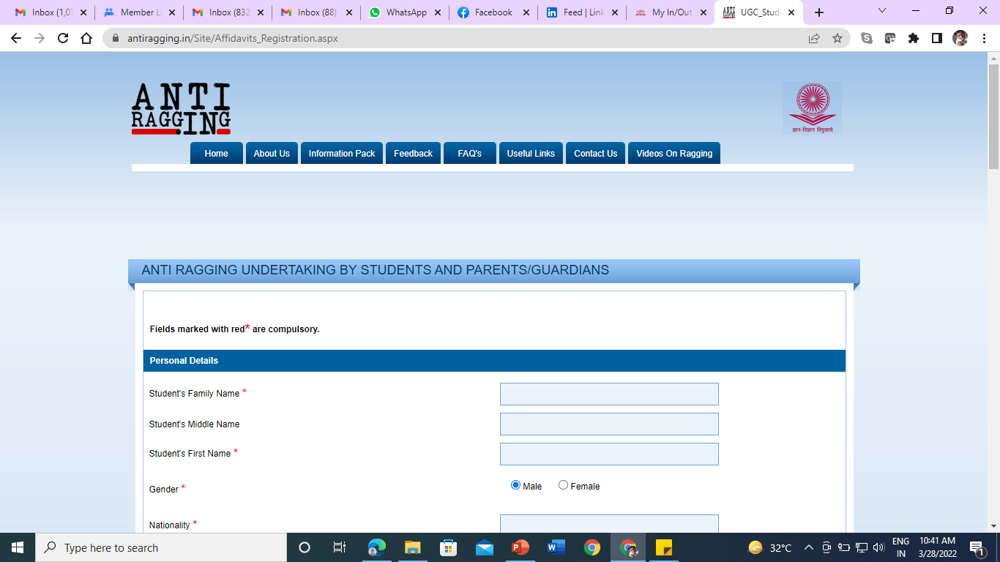 Inbox (1,07
Member Li
Inbox (832
Inbox (88)
WhatsApp
Facebook
Feed | Link
My In/Out
UGC_Stud
antiragging.in/Site/Affidavits_Registration.aspx
ANTI
RAGGING
.IN
ज्ञान-विज्ञान विमुक्तये
Home
About Us
Information Pack
Feedback
FAQ's
Useful Links
Contact Us
Videos On Ragging
ANTI RAGGING UNDERTAKING BY STUDENTS AND PARENTS/GUARDIANS
Fields marked with red* are compulsory.
Personal Details
Student's Family Name *
Student's Middle Name
Student's First Name *
Gender *
Male
Female
Nationality *
Type here to search
32°C
ENG
IN
10:41 AM
3/28/2022
1